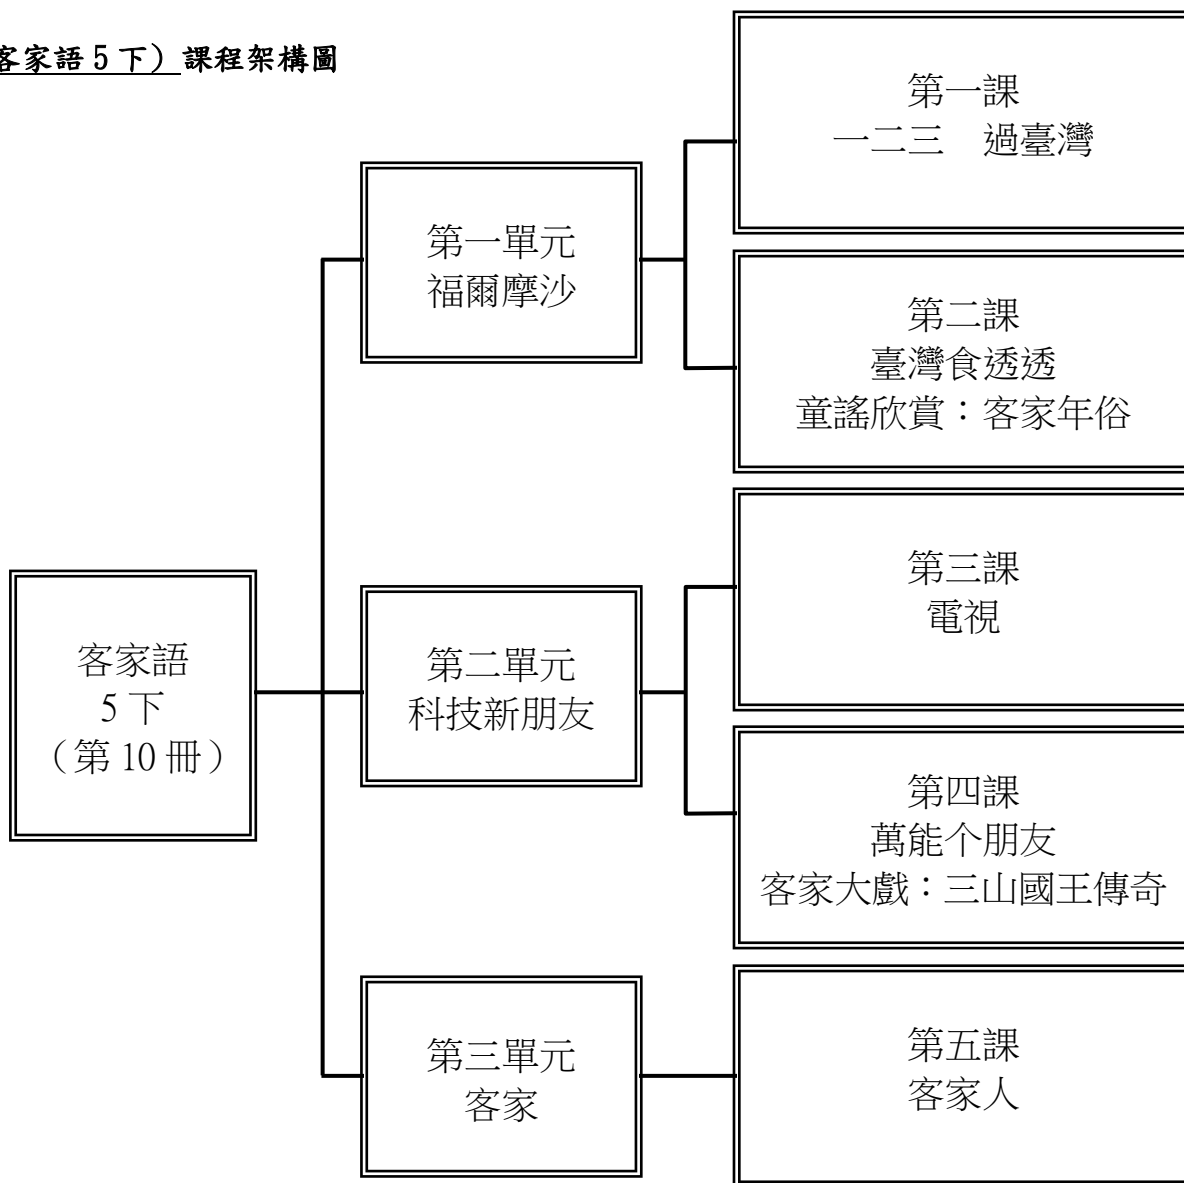 客家語5下）課程架構圖
第一課
一二三　過臺灣
第一單元
福爾摩沙
第二課
臺灣食透透
童謠欣賞：客家年俗
第三課
電視
客家語
5下
（第10冊）
第二單元
科技新朋友
第四課
萬能个朋友
客家大戲：三山國王傳奇
第三單元
客家
第五課
客家人